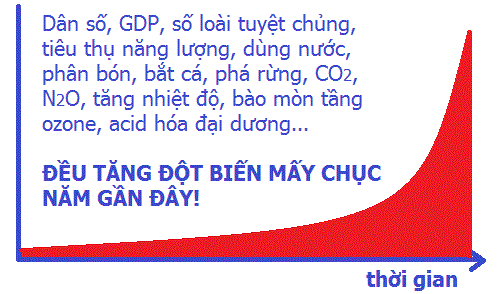 Dân số, GDP, số loài tuyệt chủng,
tiêu thụ năng lượng, dùng nước,
phân bón, bắt cá, phá rừng, CO2,
N2O, tăng nhiệt độ, bào mòn tầng
ozone, acid hóa đại dương...
ĐỀU TĂNG ĐỘT BIẾN MẤY CHỤC
NĂM GẦN ĐÂY!
thời gian